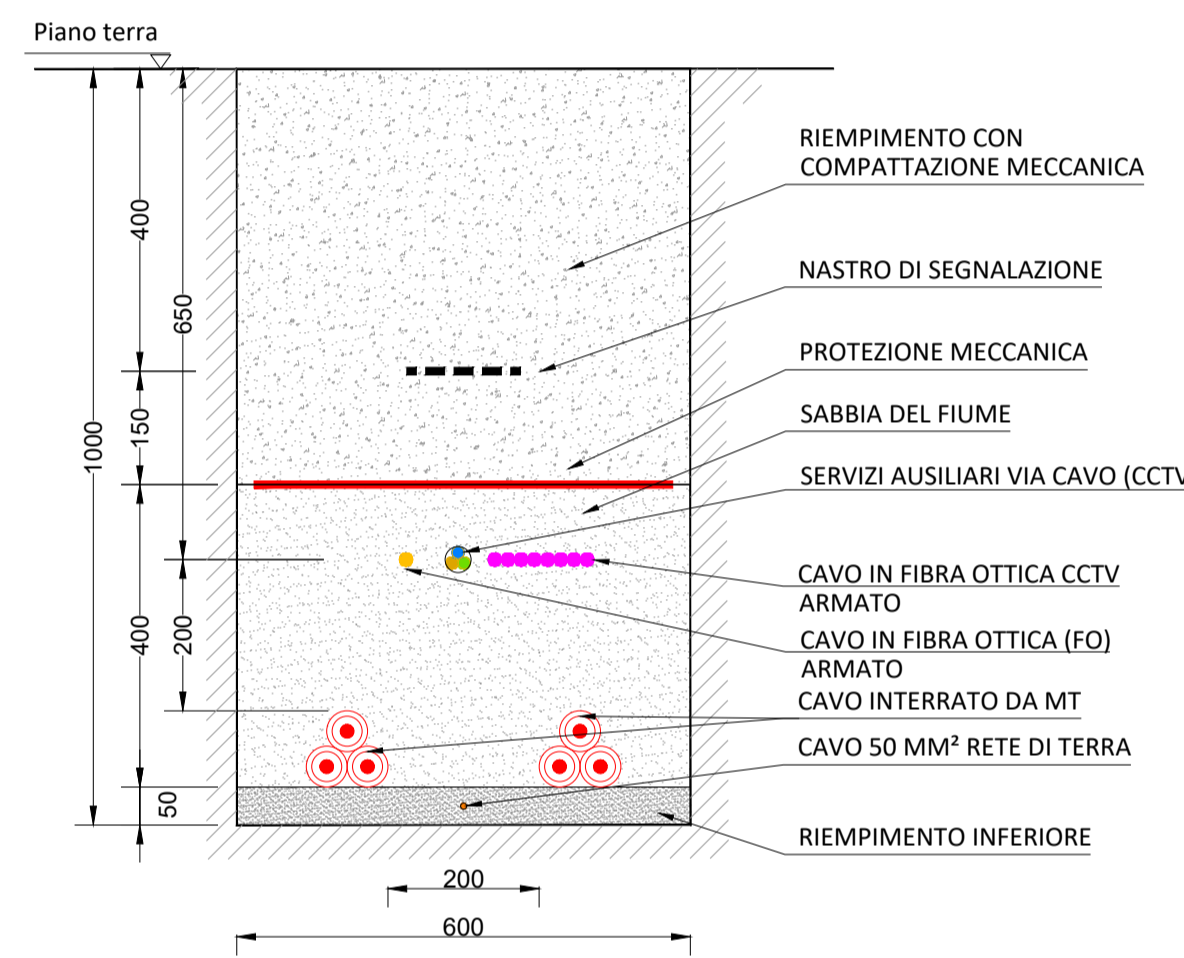 Piano terra
RIEMPIMENTO CON
COMPATTAZIONE MECCANICA
NASTRO DI SEGNALAZIONE
PROTEZIONE MECCANICA
SABBIA DEL FIUME
SERVIZI AUSILIARI VIA CAVO (CCTV
CAVO IN FIBRA OTTICA CCTV
ARMATO
CAVO IN FIBRA OTTICA (FO)
ARMATO
CAVO INTERRATO DA MT
CAVO 50 MM² RETE DI TERRA
RIEMPIMENTO INFERIORE
400
650
150
1000
400
200
50
200
600